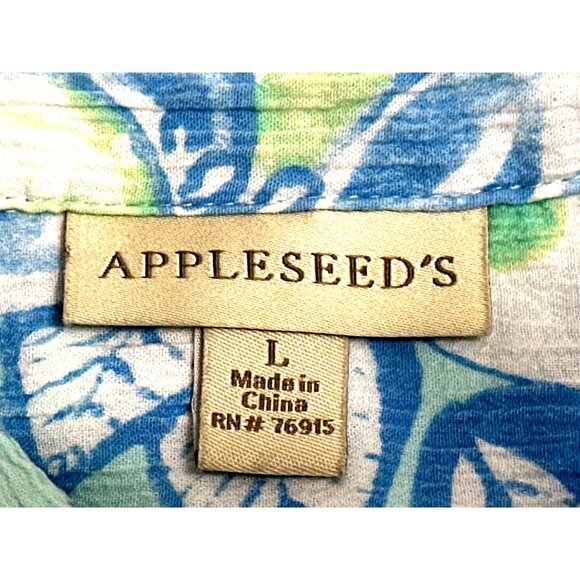 APPLESEED'S
L
Made in
China
RN# 76915